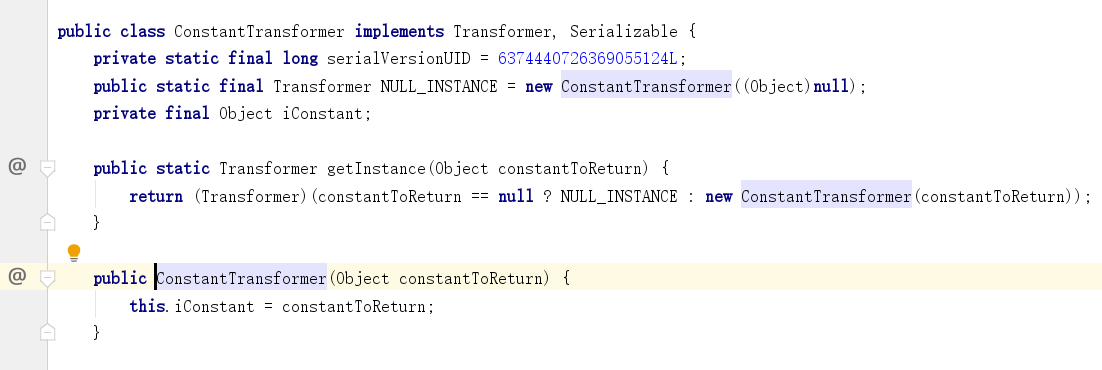 public class ConstantTransformer implements Transformer, Serializable {
private static final long serialVersionUID = 6374440726369055124L;
public static final Transformer NULL_INSTANCE = new ConstantTransformer((Object)null);
private final Object iConstant;
@ public static Transformer getInstance(Object constantToReturn) {
return (Transformer)(constantToReturn == null ? NULL_INSTANCE : new ConstantTransformer(constantToReturn));
}
@ public ConstantTransformer(Object constantToReturn) {
this.iConstant = constantToReturn;
}